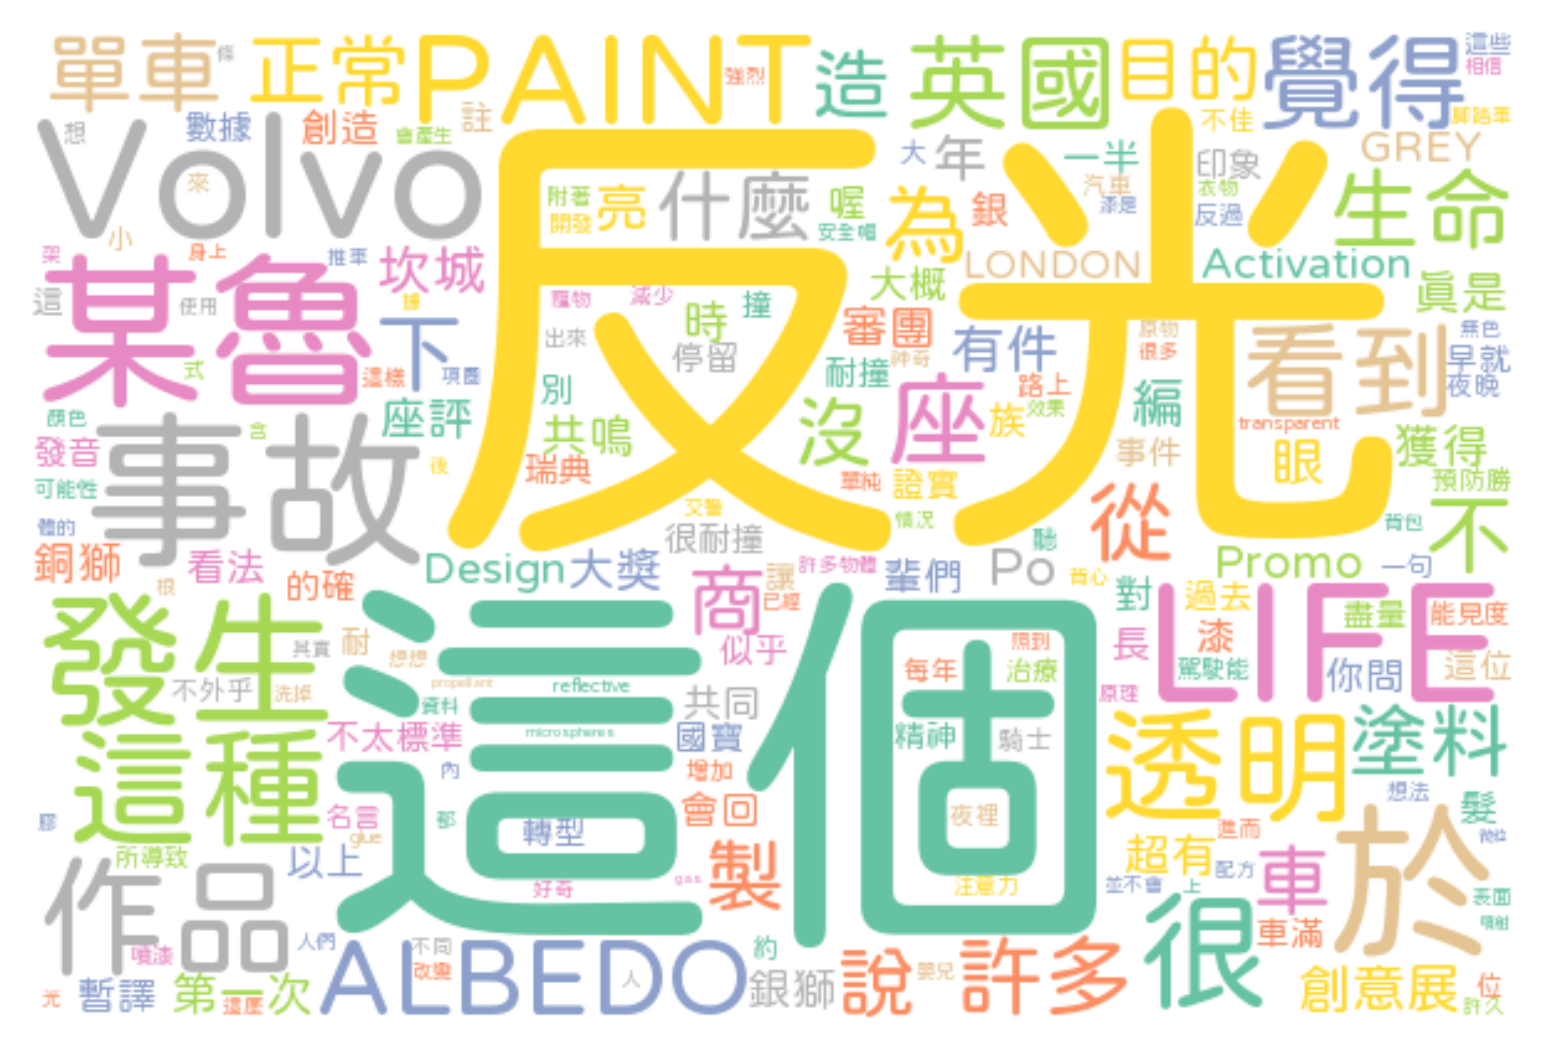 單車
條
正常
PAINT
強烈
造
英國
目的
覺得
這些
相信
想
數據
創造
會產生
註
不佳
腳踏車
Volvo
來
大
年
一半
印象
GREY
反光
附著
開發
亮
什麼
喔
安全帽
為
銀
汽車
漆是
衣物
反過
生命
小
架
身上
推車
坎城
LONDON
Activation
大概
真是
這
某魯
使用
據
下
獵物
減少
撞
時
出來
停留
審團
有件
原物
很多
看到
無色
早就
夜晚
式
這樣
項圈
神奇
耐撞
別
座
路上
效果
編
transparent
顏色
含
座評
共鳴
沒
族
事件
眼
獲得
發音
事故
後
瑞典
單純
證實
從
預防勝
可能性
體的
交警
情況
背包
不
很耐撞
聽
銅獅
看法
根
的確
Design
大獎
商
讓
許多物體
輩們
Po
背心
對
Promo
一句
已經
過去
LIFE
盡量
能見度
發生
其實
耐
想想
這個
似乎
每年
照到
治療
長
漆
駕駛能
你問
這位
不外乎
洗掉
propellant
reflective
資料
共同
原理
不太標準
microspheres
國寶
精神
騎士
透明
塗料
這種
內
增加
想法
膠
名言
glue
都
轉型
會回
夜裡
進而
髮
所導致
以上
好奇
gas
製
注意力
超有
配方
並不會
上
車
於
表面
噴射
作品
噴漆
人們
不同
改變
約
很
車滿
光
暫譯
第一次
這麼
ALBEDO
人
銀獅
說
嬰兒
許多
創意展
位
許久